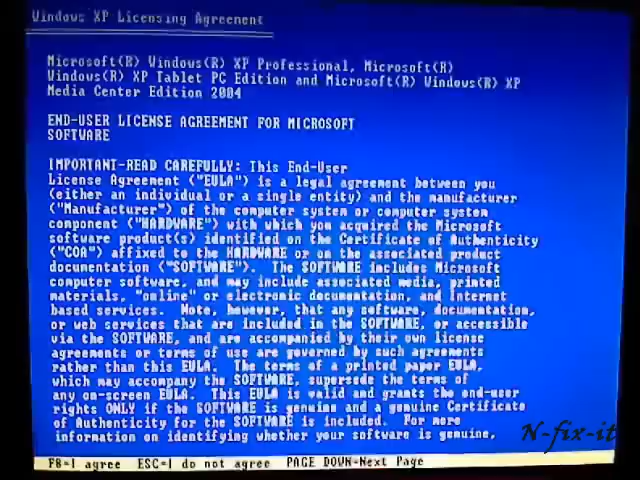 Windows XP Licensing Agreement
Microsoft(R) Windows(R) XP Professional, Microsoft(R)
Windows(R) XP Tablet PC Edition and Microsoft(R) Windows(R) XP
Media Center Edition 2004
END-USER LICENSE AGREEMENT FOR MICROSOFT
SOFTWARE
IMPORTANT-READ CAREFULLY: This End-User
License Agreement ("EULA") is a legal agreement between you
(either an individual or a single entity) and the manufacturer
("Manufacturer") of the computer system or computer system
component ("HARDWARE") with which you acquired the Microsoft
software product(s) identified on the Certificate of Authenticity
("COA") affixed to the HARDWARE or on the associated product
documentation ("SOFTWARE").  The SOFTWARE includes Microsoft
computer software, and may include associated media, printed
materials, "online" or electronic documentation, and Internet
based services.  Note, however, that any software, documentation,
or web services that are included in the SOFTWARE, or accessible
via the SOFTWARE, and are accompanied by their own license
agreements or terms of use are governed by such agreements
rather than this EULA.  The terms of a printed paper EULA,
which may accompany the SOFTWARE, supersede the terms of
any on-screen EULA.  This EULA is valid and grants the end-user
rights ONLY if the SOFTWARE is genuine and a genuine Certificate
of Authenticity for the SOFTWARE is included.  For more
information on identifying whether your software is genuine,
N-fix-it
F8=I agree  ESC=I do not agree  PAGE DOWN=Next Page